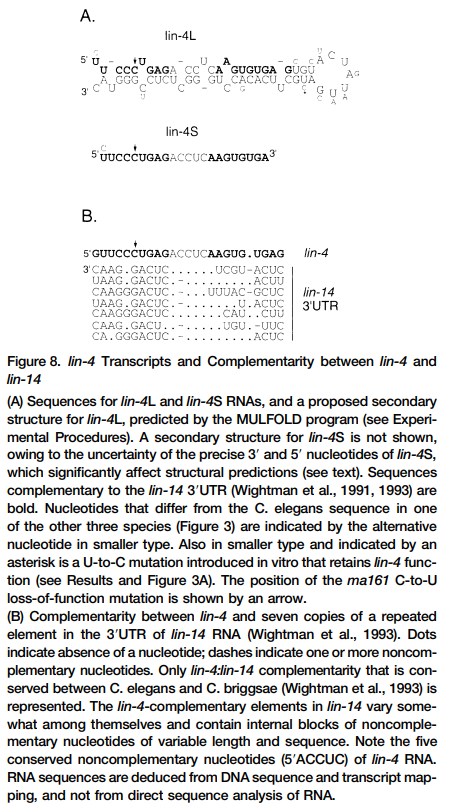 A.
lin-4L
C
5' U - U - U A - C C A C U
U CCC GAGA CC C A GUGUGA G UGU
A GGG CUCU GG GU CACACU CGUA
3' C U C C - C G U C G U U
lin-4S
C
5'UUCCCUGAGACCUCAAGUGUGA3'
B.
5'GUUCCCUGAGACCUCAAGUG.UGAG lin-4
3'CAAG.GACUC......UCGU-ACUC
UAAG.GACUC.-.........ACUU
CAAGGGACUC.-...UUUAC-GCUC lin-14
UAAG.GACUC.-.......U.ACUC 3'UTR
CAAGGGACUC.-.....CAU..CUU
CAAG.GACU..-.....UGU.-UUC
CA.GGGACUC.-.........ACUC
Figure 8. lin-4 Transcripts and Complementarity between lin-4 and
lin-14
(A) Sequences for lin-4L and lin-4S RNAs, and a proposed secondary
structure for lin-4L, predicted by the MULFOLD program (see Experi-
mental Procedures). A secondary structure for lin-4S is not shown,
owing to the uncertainty of the precise 3′ and 5′ nucleotides of lin-4S,
which significantly affect structural predictions (see text). Sequences
complementary to the lin-14 3′UTR (Wightman et al., 1991, 1993) are
bold. Nucleotides that differ from the C. elegans sequence in one
of the other three species (Figure 3) are indicated by the alternative
nucleotide in smaller type. Also in smaller type and indicated by an
asterisk is a U-to-C mutation introduced in vitro that retains lin-4 func-
tion (see Results and Figure 3A). The position of the ma161 C-to-U
loss-of-function mutation is shown by an arrow.
(B) Complementarity between lin-4 and seven copies of a repeated
element in the 3′UTR of lin-14 RNA (Wightman et al., 1993). Dots
indicate absence of a nucleotide; dashes indicate one or more noncom-
plementary nucleotides. Only lin-4:lin-14 complementarity that is con-
served between C. elegans and C. briggsae (Wightman et al., 1993) is
represented. The lin-4-complementary elements in lin-14 vary some-
what among themselves and contain internal blocks of noncomple-
mentary nucleotides of variable length and sequence. Note the five
conserved noncomplementary nucleotides (5′ACCUC) of lin-4 RNA.
RNA sequences are deduced from DNA sequence and transcript map-
ping, and not from direct sequence analysis of RNA.